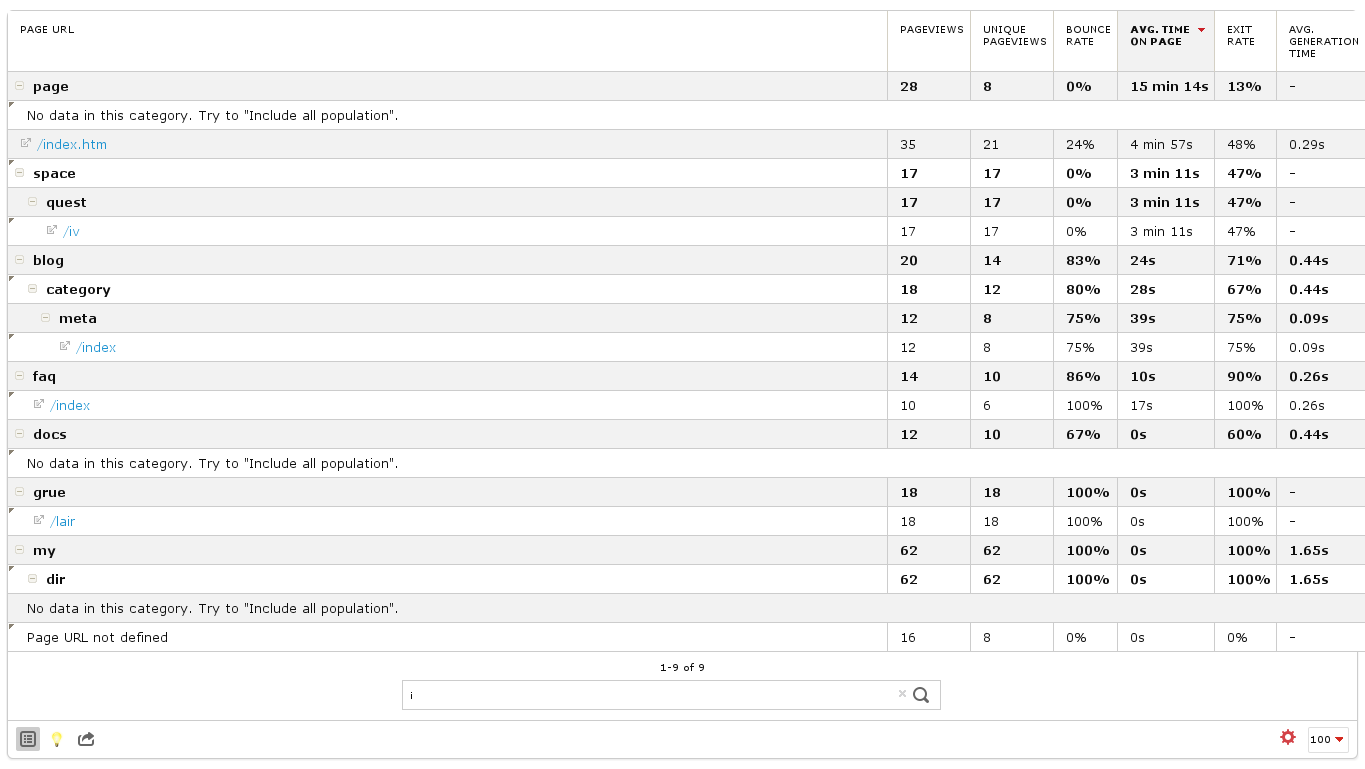 PAGE URL PAGEVIEWS UNIQUE PAGEVIEWS BOUNCE RATE AVG. TIME ON PAGE EXIT RATE AVG. GENERATION TIME
page 28 8 0% 15 min 14s 13% -
No data in this category. Try to "Include all population".
/index.htm 35 21 24% 4 min 57s 48% 0.29s
space 17 17 0% 3 min 11s 47% -
quest 17 17 0% 3 min 11s 47% -
/iv 17 17 0% 3 min 11s 47% -
blog 20 14 83% 24s 71% 0.44s
category 18 12 80% 28s 67% 0.44s
meta 12 8 75% 39s 75% 0.09s
/index 12 8 75% 39s 75% 0.09s
faq 14 10 86% 10s 90% 0.26s
/index 10 6 100% 17s 100% 0.26s
docs 12 10 67% 0s 60% 0.44s
No data in this category. Try to "Include all population".
grue 18 18 100% 0s 100% -
/lair 18 18 100% 0s 100% -
my 62 62 100% 0s 100% 1.65s
dir 62 62 100% 0s 100% 1.65s
No data in this category. Try to "Include all population".
Page URL not defined 16 8 0% 0s 0% -
1-9 of 9
i
100